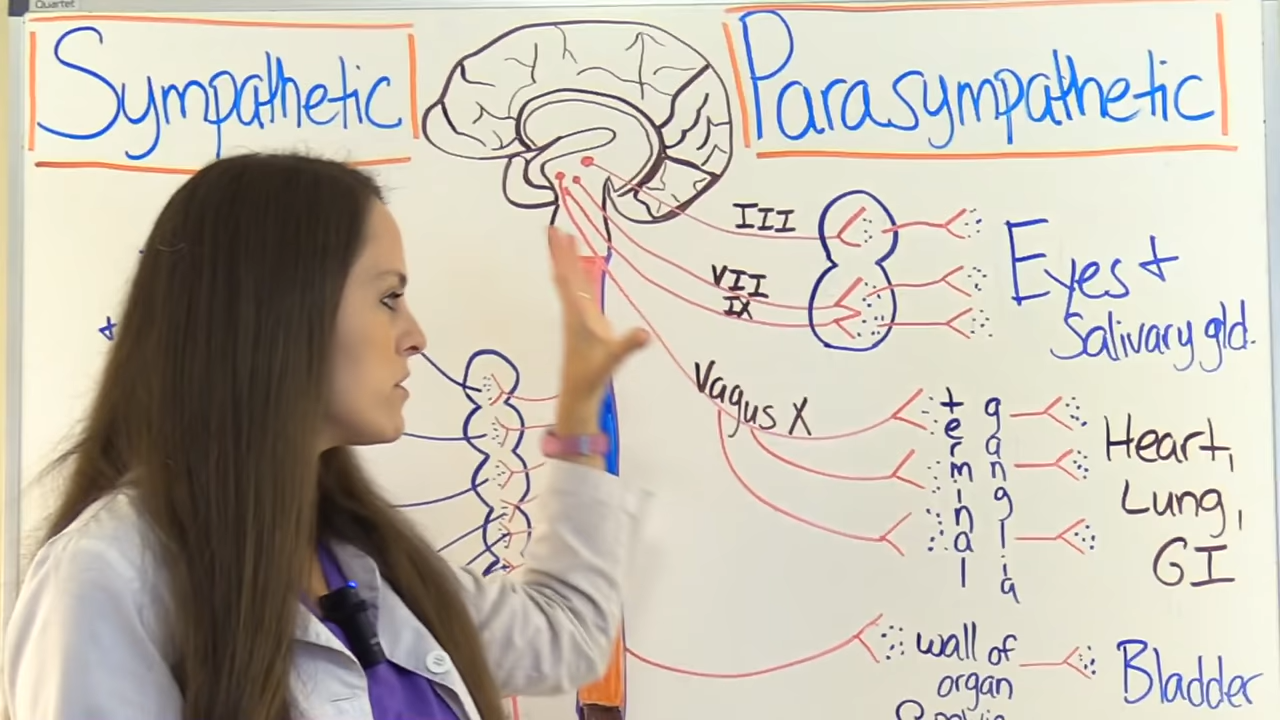 Quartet
Sympathetic
Parasympathetic
III
VII
IX
Eyes +
Salivary gld.
Vagus X
terminal
ganglia
Heart,
Lung,
GI
wall of
organ
Bladder